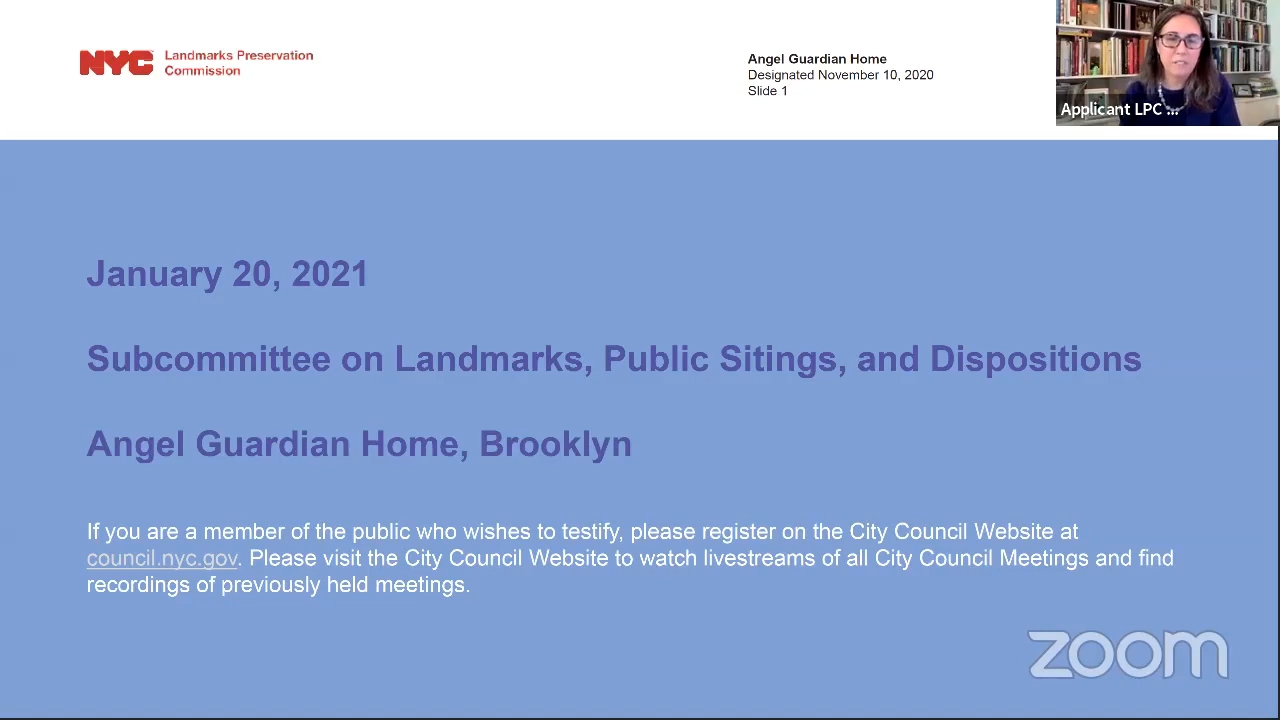 NYC Landmarks Preservation
Commission
Angel Guardian Home
Designated November 10, 2020
Slide 1
Applicant LPC ...
January 20, 2021
Subcommittee on Landmarks, Public Sitings, and Dispositions
Angel Guardian Home, Brooklyn
If you are a member of the public who wishes to testify, please register on the City Council Website at
council.nyc.gov. Please visit the City Council Website to watch livestreams of all City Council Meetings and find
recordings of previously held meetings.
zoom